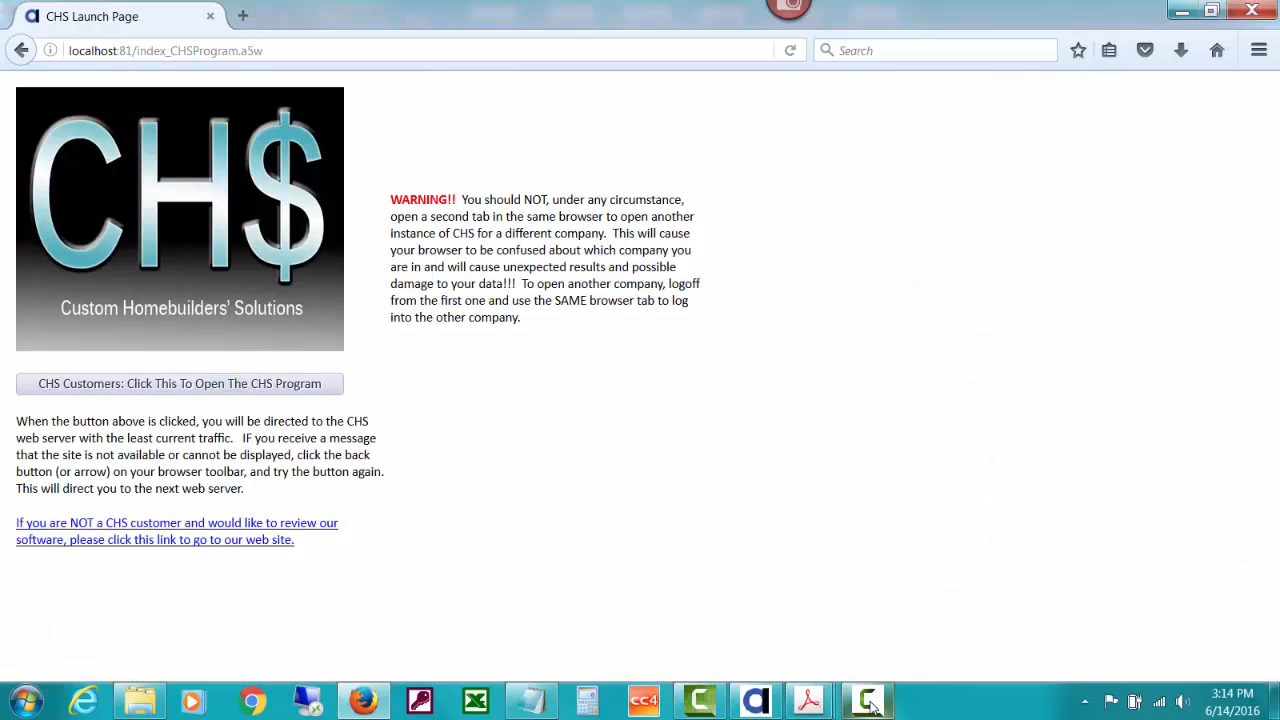 CHS Launch Page
localhost:81/index_CHSProgram.a5w
Search
CH$
Custom Homebuilders' Solutions
WARNING!! You should NOT, under any circumstance,
open a second tab in the same browser to open another
instance of CHS for a different company. This will cause
your browser to be confused about which company you
are in and will cause unexpected results and possible
damage to your data!!! To open another company, logoff
from the first one and use the SAME browser tab to log
into the other company.
CHS Customers: Click This To Open The CHS Program
When the button above is clicked, you will be directed to the CHS
web server with the least current traffic. IF you receive a message
that the site is not available or cannot be displayed, click the back
button (or arrow) on your browser toolbar, and try the button again.
This will direct you to the next web server.
If you are NOT a CHS customer and would like to review our
software, please click this link to go to our web site.
CC4
3:14 PM
6/14/2016